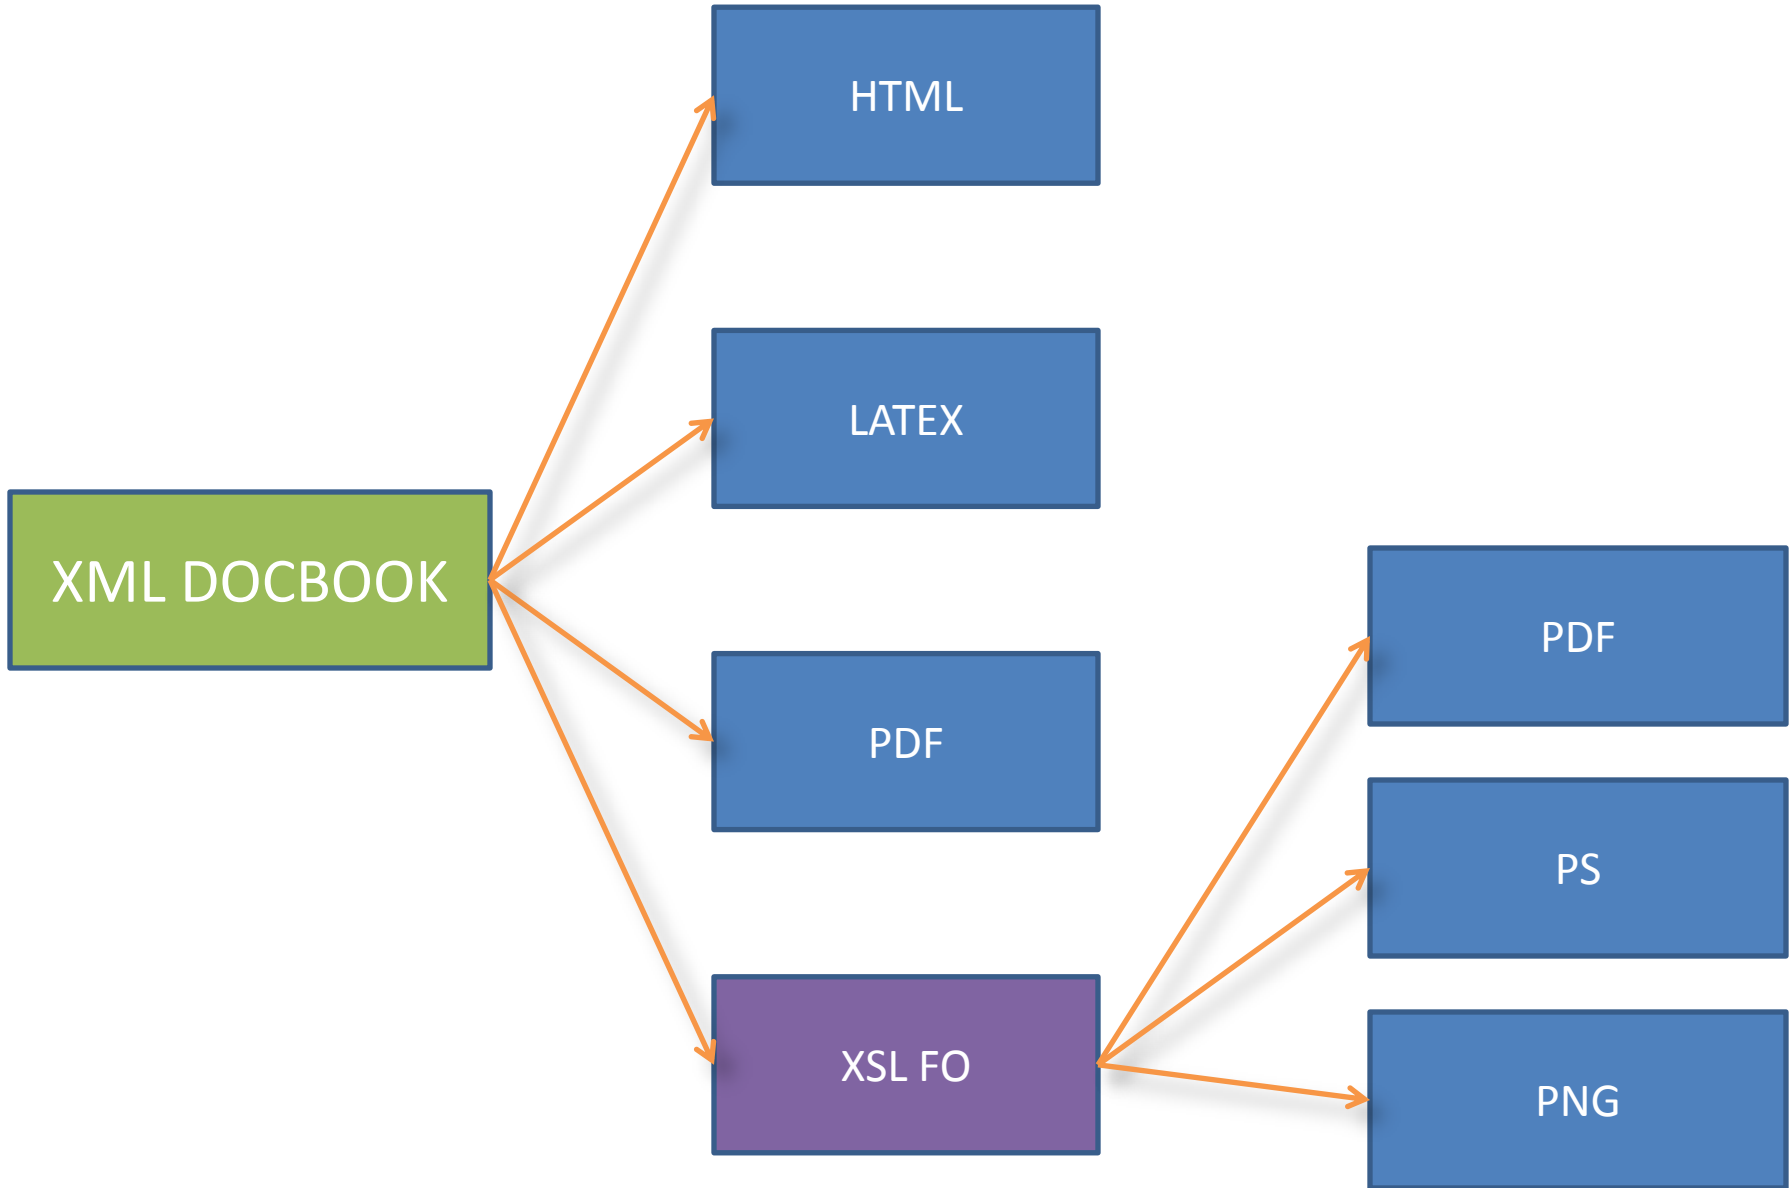 HTML
LATEX
XML DOCBOOK
PDF
XSL FO
PDF
PS
PNG